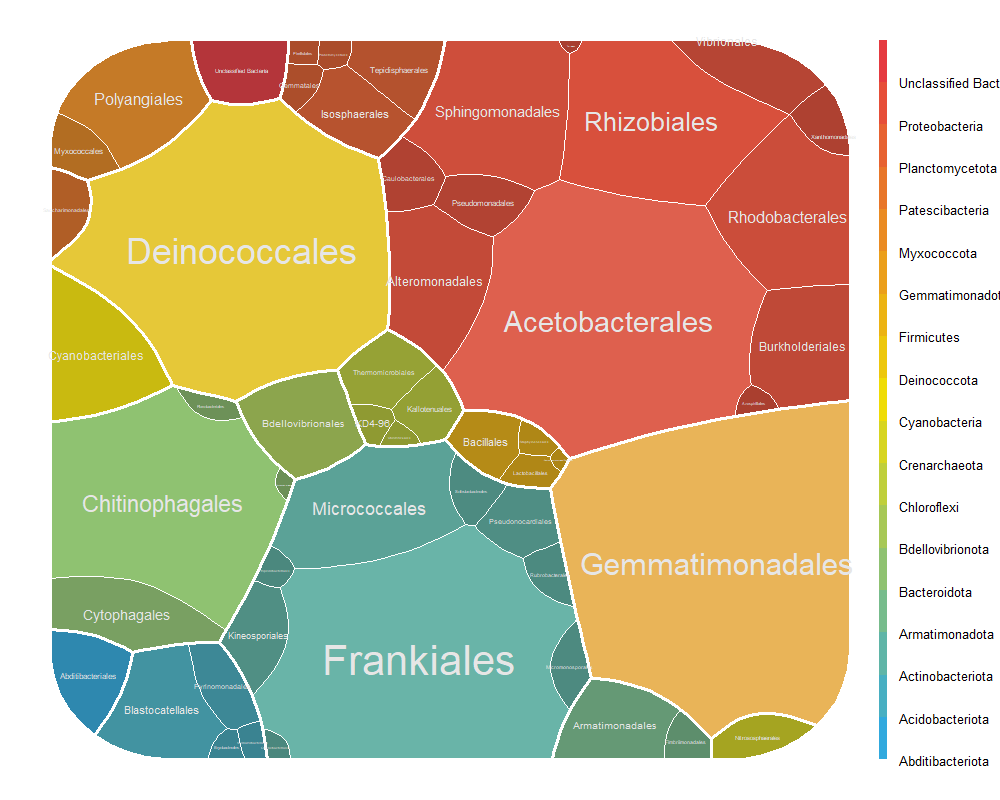 Vibrionales
Unclassified Bacteria
Tepidisphaerales
Gemmatales
Polyangiales
Isosphaerales
Sphingomonadales
Rhizobiales
Myxococcales
Caulobacterales
Pseudomonadales
Rhodobacterales
Deinococcales
Alteromonadales
Acetobacterales
Burkholderiales
Cyanobacteriales
Thermomicrobiales
Kallotenuales
KD4-96
Bdellovibrionales
Bacillales
Lactobacillales
Chitinophagales
Micrococcales
Pseudonocardiales
Gemmatimonadales
Cytophagales
Kineosporiales
Frankiales
Abditibacteriales
Blastocatellales
Armatimonadales
Nitrososphaerales
Unclassified Bact
Proteobacteria
Planctomycetota
Patescibacteria
Myxococcota
Gemmatimonadot
Firmicutes
Deinococcota
Cyanobacteria
Crenarchaeota
Chloroflexi
Bdellovibrionota
Bacteroidota
Armatimonadota
Actinobacteriota
Acidobacteriota
Abditibacteriota